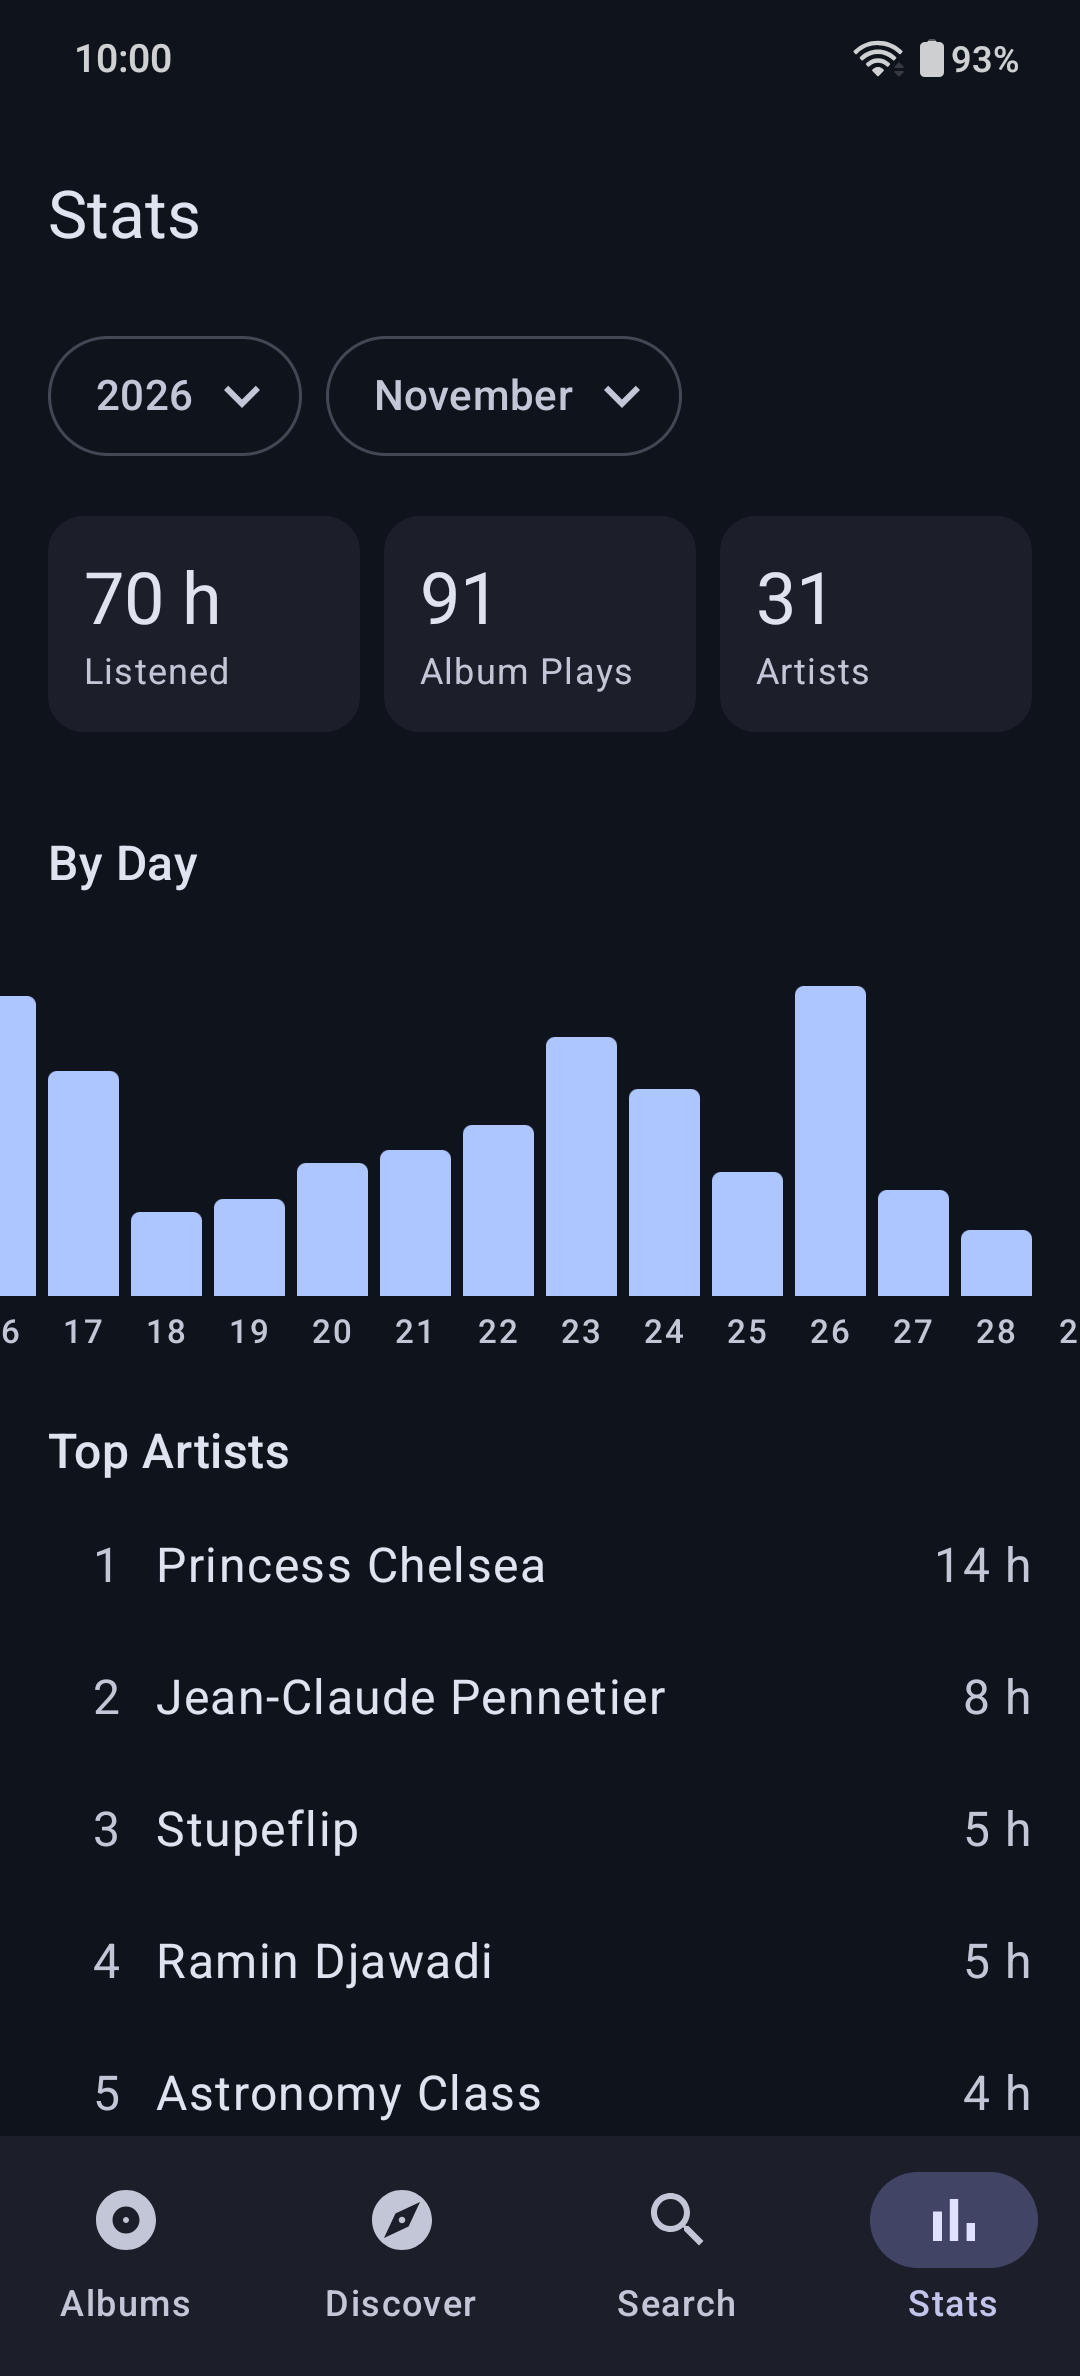 10:00 93%
Stats
2026 November
70 h 91 31
Listened Album Plays Artists
By Day
6 17 18 19 20 21 22 23 24 25 26 27 28 2
Top Artists
1 Princess Chelsea 14 h
2 Jean-Claude Pennetier 8 h
3 Stupeflip 5 h
4 Ramin Djawadi 5 h
5 Astronomy Class 4 h
Albums Discover Search Stats